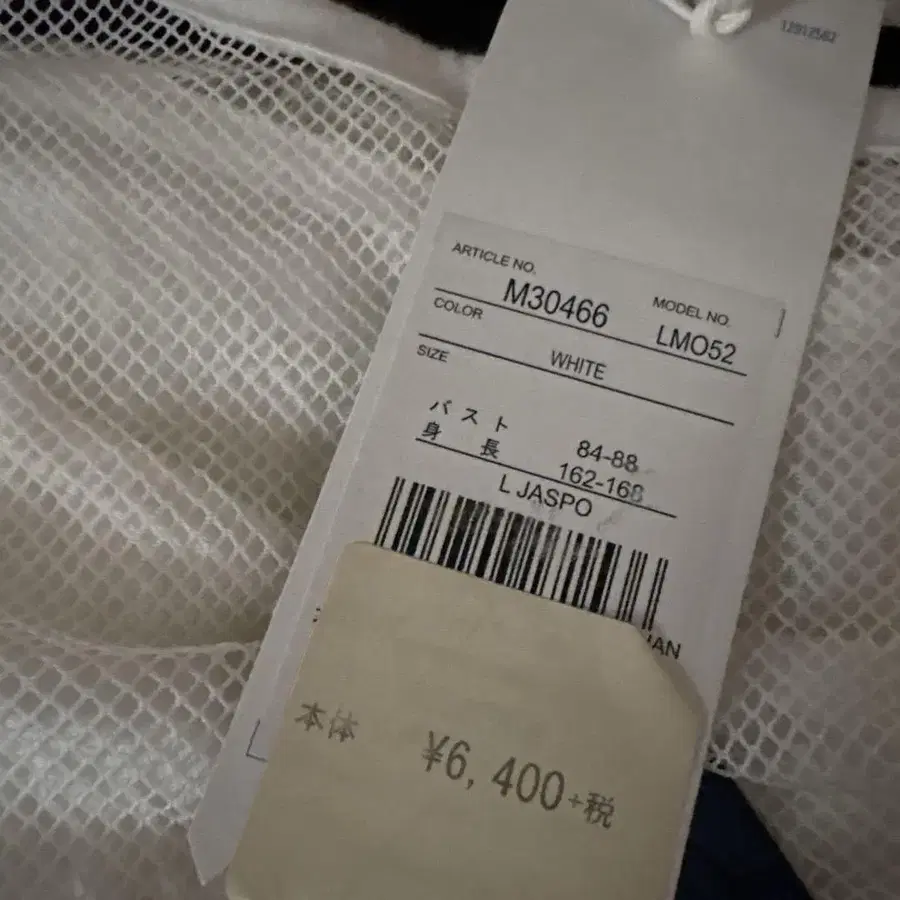 ARTICLE NO.
MODEL NO.
M30466
LMO52
COLOR
WHITE
SIZE
バスト 84-88
身長 162-168
L JASPO
本体 ¥6,400+税